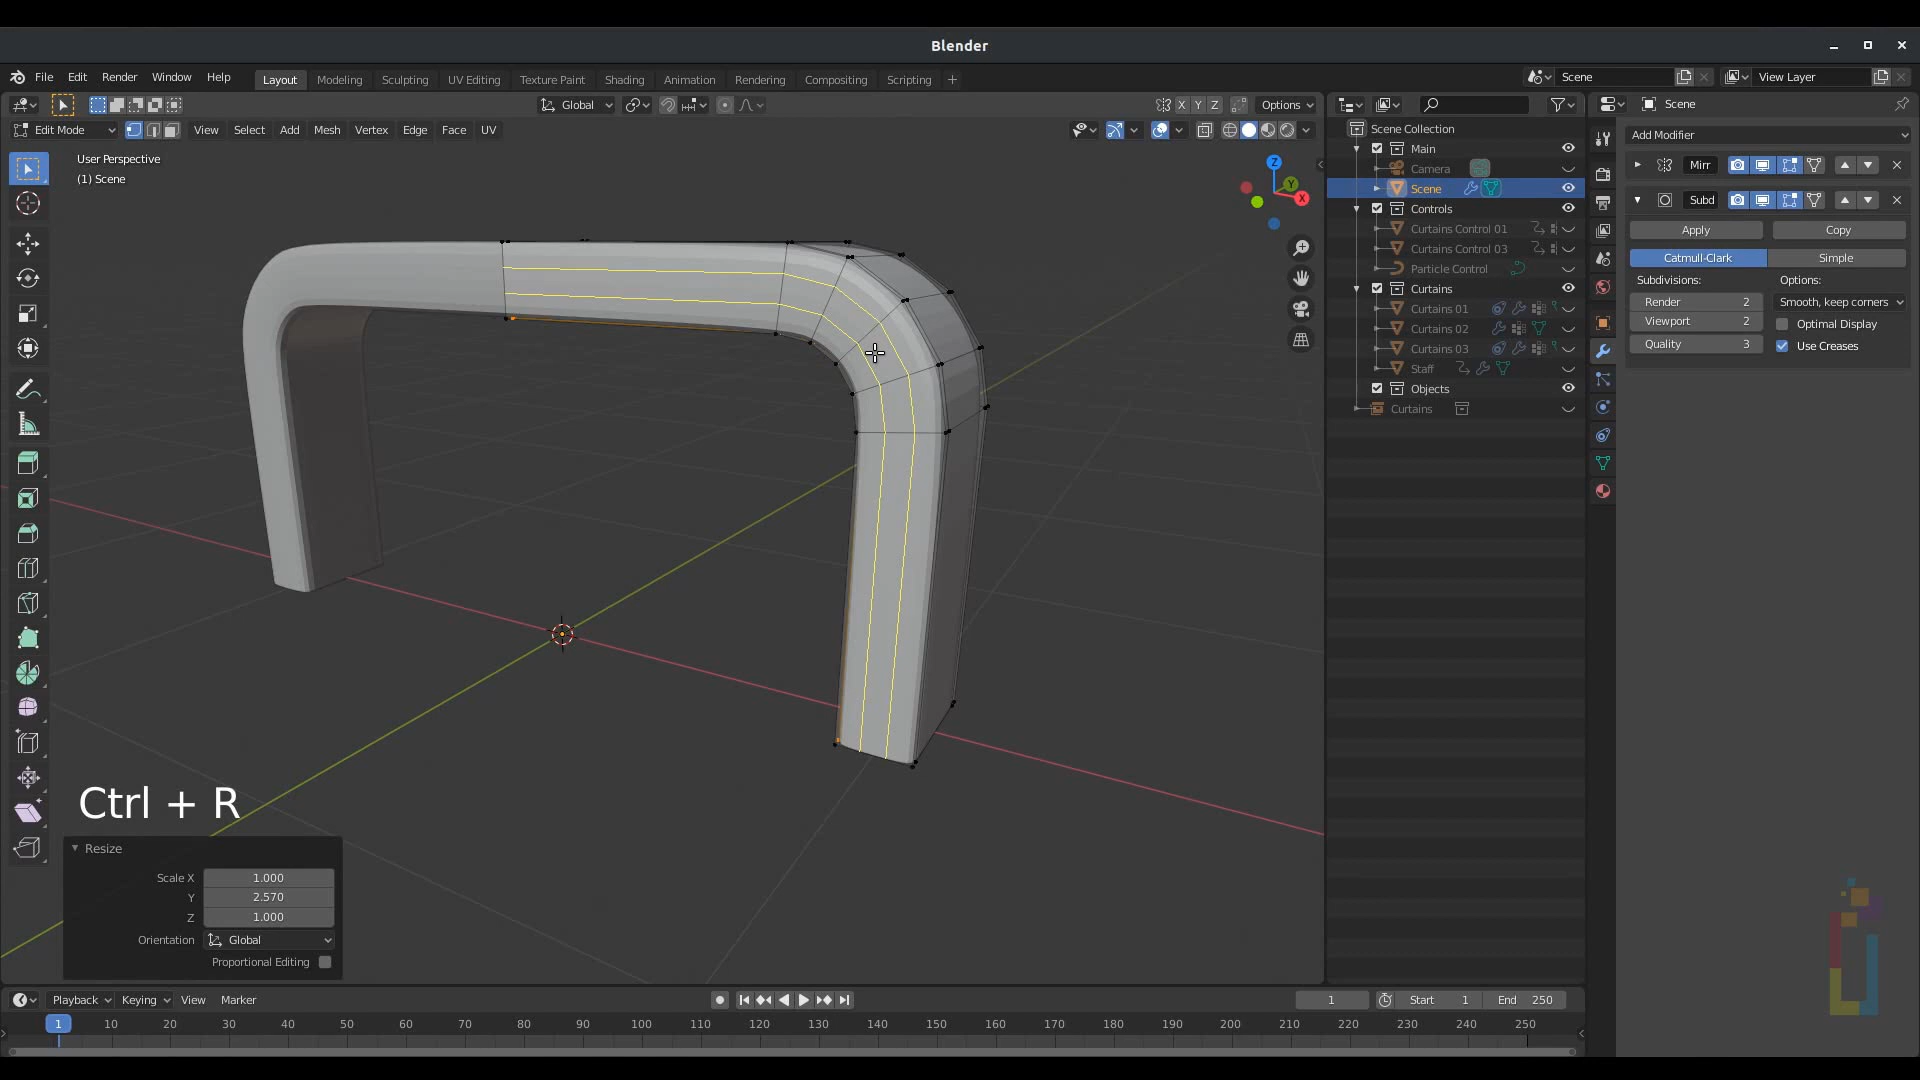 Blender
File Edit Render Window Help
Layout Modeling Sculpting UV Editing Texture Paint Shading Animation Rendering Compositing Scripting +
Scene
View Layer
Global
X Y Z
Options
Scene
Edit Mode
View Select Add Mesh Vertex Edge Face UV
User Perspective
(1) Scene
Z
Y
X
Scene Collection
Main
Camera
Scene
Controls
Curtains Control 01
Curtains Control 03
Particle Control
Curtains
Curtains 01
Curtains 02
Curtains 03
Staff
Objects
Curtains
Add Modifier
Mirr
Subd
Apply Copy
Catmull-Clark Simple
Subdivisions: Options:
Render 2 Smooth, keep corners
Viewport 2 Optimal Display
Quality 3 Use Creases
Ctrl + R
Resize
Scale X 1.000
Y 2.570
Z 1.000
Orientation Global
Proportional Editing
Playback Keying View Marker
1 Start 1 End 250
1 10 20 30 40 50 60 70 80 90 100 110 120 130 140 150 160 170 180 190 200 210 220 230 240 250